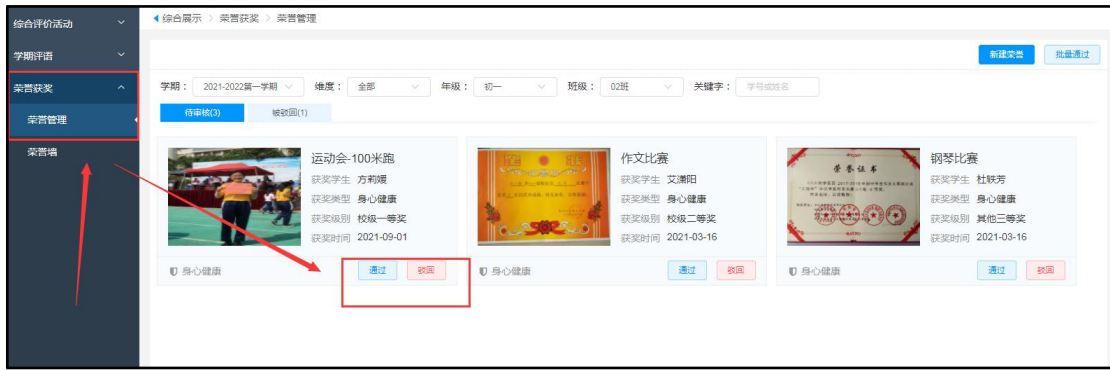 综合评价活动
学期评语
荣誉获奖
荣誉管理
荣誉墙
综合展示 > 荣誉获奖 > 荣誉管理
新建荣誉 批量通过
学期： 2021-2022第一学期 维度： 全部 年级： 初一 班级： 02班 关键字： 学号或姓名
待审核(3) 被驳回(1)
运动会-100米跑
获奖学生 方莉媛
获奖类型 身心健康
获奖级别 校级一等奖
获奖时间 2021-09-01
身心健康 通过 驳回
作文比赛
获奖学生 艾潇阳
获奖类型 身心健康
获奖级别 校级二等奖
获奖时间 2021-03-16
身心健康 通过 驳回
荣誉证书
钢琴比赛
获奖学生 杜轶芳
获奖类型 身心健康
获奖级别 其他三等奖
获奖时间 2021-03-16
身心健康 通过 驳回